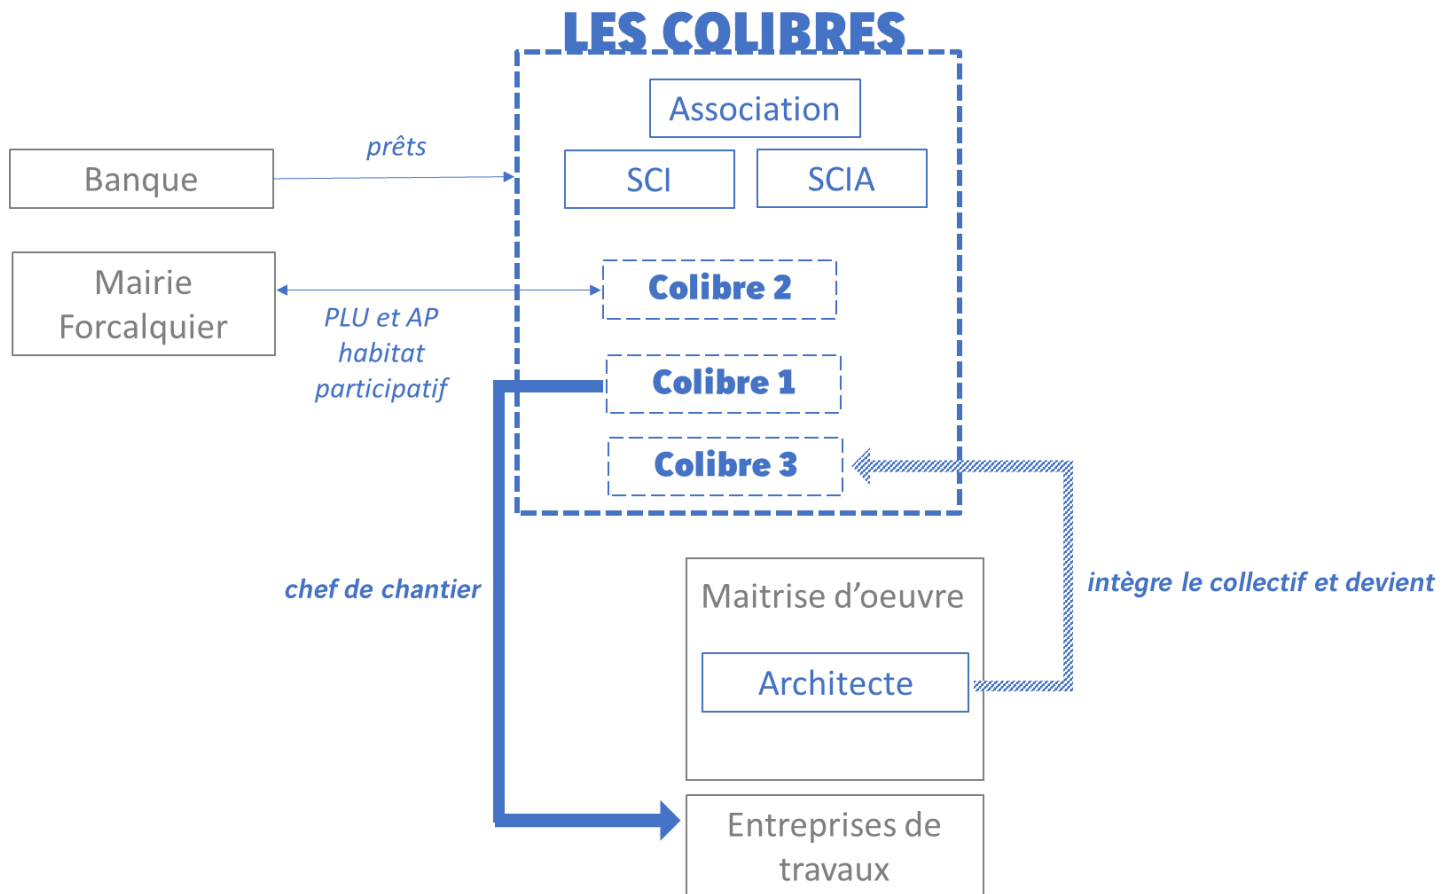 LES COLIBRES
Association
prêts
Banque
SCI
SCIA
Mairie
Forcalquier
Colibre 2
PLU et AP
habitat
participatif
Colibre 1
Colibre 3
chef de chantier
Maitrise d'oeuvre
intègre le collectif et devient
Architecte
Entreprises de
travaux